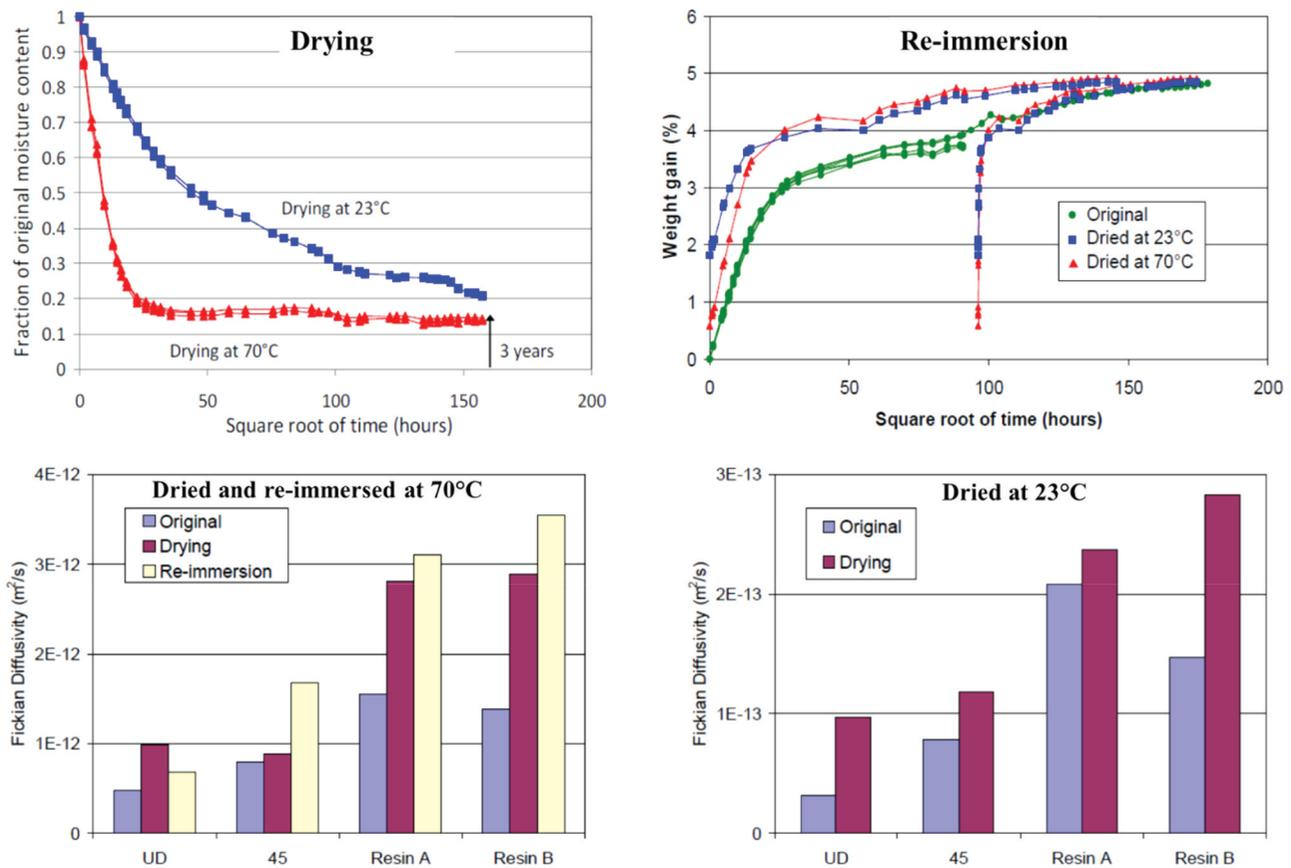 Drying
Fraction of original moisture content
1
0.9
0.8
0.7
0.6
0.5
0.4
0.3
0.2
0.1
0
Drying at 23°C
Drying at 70°C
3 years
0 50 100 150 200
Square root of time (hours)
Re-immersion
Weight gain (%)
6
5
4
3
2
1
0
Original
Dried at 23°C
Dried at 70°C
0 50 100 150 200
Square root of time (hours)
Dried and re-immersed at 70°C
Fickian Diffusivity (m²/s)
4E-12
3E-12
2E-12
1E-12
0
Original
Drying
Re-immersion
UD 45 Resin A Resin B
Dried at 23°C
Fickian Diffusivity (m²/s)
3E-13
2E-13
1E-13
0
Original
Drying
UD 45 Resin A Resin B